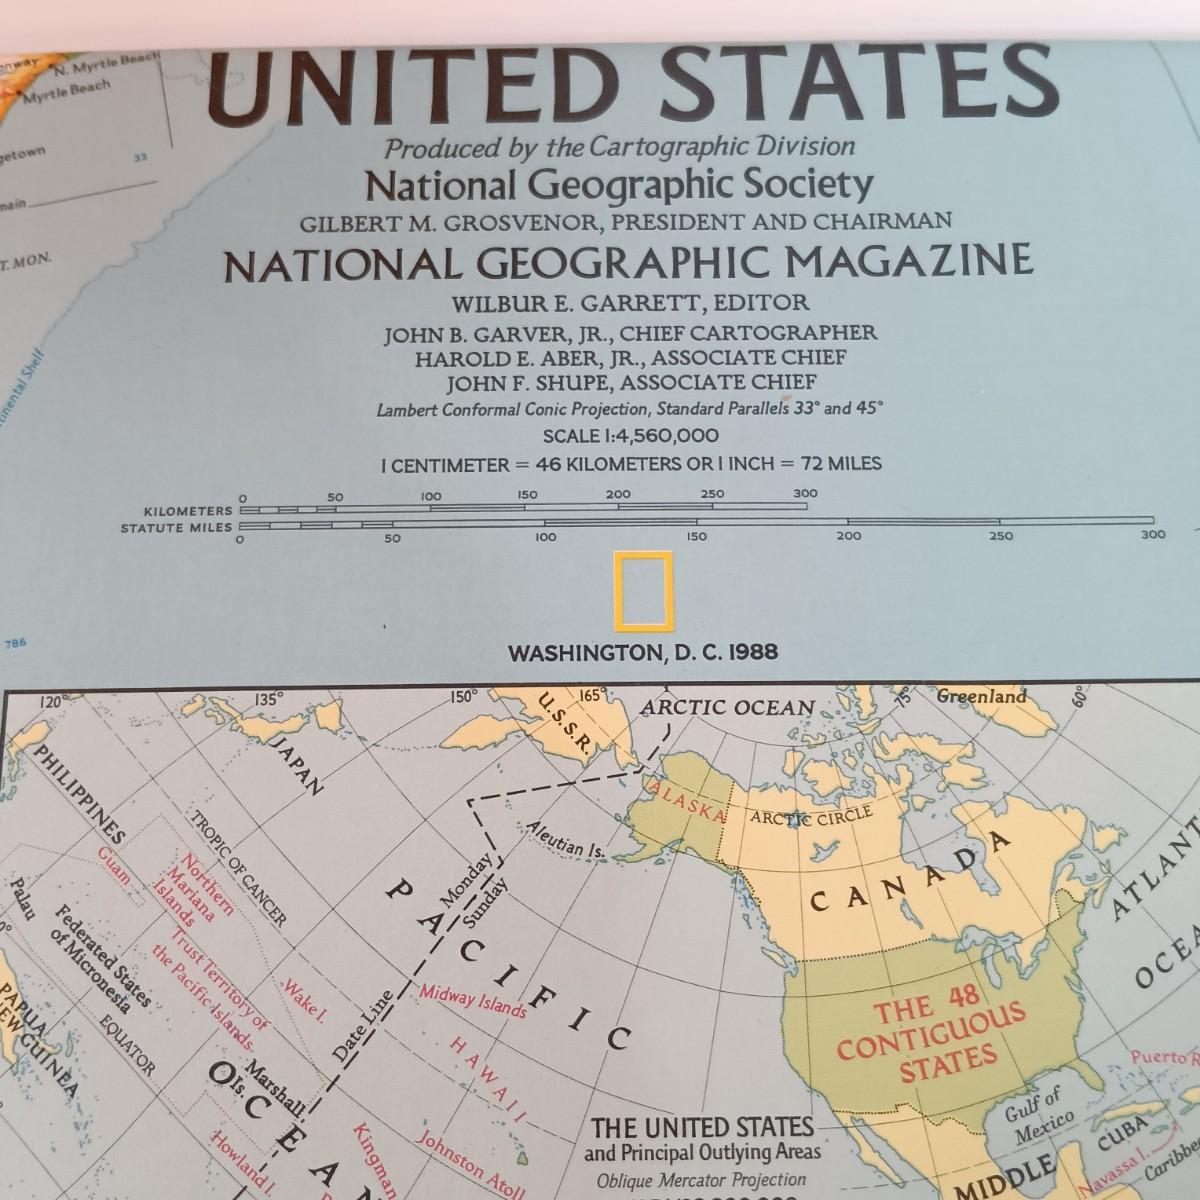 N. Myrtle Beach
Myrtle Beach
33
T. MON.
786
UNITED STATES
Produced by the Cartographic Division
National Geographic Society
GILBERT M. GROSVENOR, PRESIDENT AND CHAIRMAN
NATIONAL GEOGRAPHIC MAGAZINE
WILBUR E. GARRETT, EDITOR
JOHN B. GARVER, JR., CHIEF CARTOGRAPHER
HAROLD E. ABER, JR., ASSOCIATE CHIEF
JOHN F. SHUPE, ASSOCIATE CHIEF
Lambert Conformal Conic Projection, Standard Parallels 33° and 45°
SCALE 1:4,560,000
1 CENTIMETER = 46 KILOMETERS OR 1 INCH = 72 MILES
0 50 100 150 200 250 300
KILOMETERS
STATUTE MILES
0 50 100 150 200 250 300
WASHINGTON, D. C. 1988
120° 135° 150° 165° 75° 60°
ARCTIC OCEAN
Greenland
U.S.S.R.
JAPAN
PHILIPPINES
ALASKA
ARCTIC CIRCLE
Aleutian Is.
CANADA
TROPIC OF CANCER
Guam
Northern
Mariana
Islands
Palau
Federated States
of Micronesia
Trust Territory of
the Pacific Islands
Wake I.
Monday
Sunday
Date Line
PACIFIC
OCEAN
Midway Islands
HAWAII
PAPUA
NEW GUINEA
EQUATOR
Marshall
Is.
Howland I.
Kingman
Johnston Atoll
THE 48
CONTIGUOUS
STATES
THE UNITED STATES
and Principal Outlying Areas
Oblique Mercator Projection
Gulf of
Mexico
CUBA
Navassa I.
MIDDLE